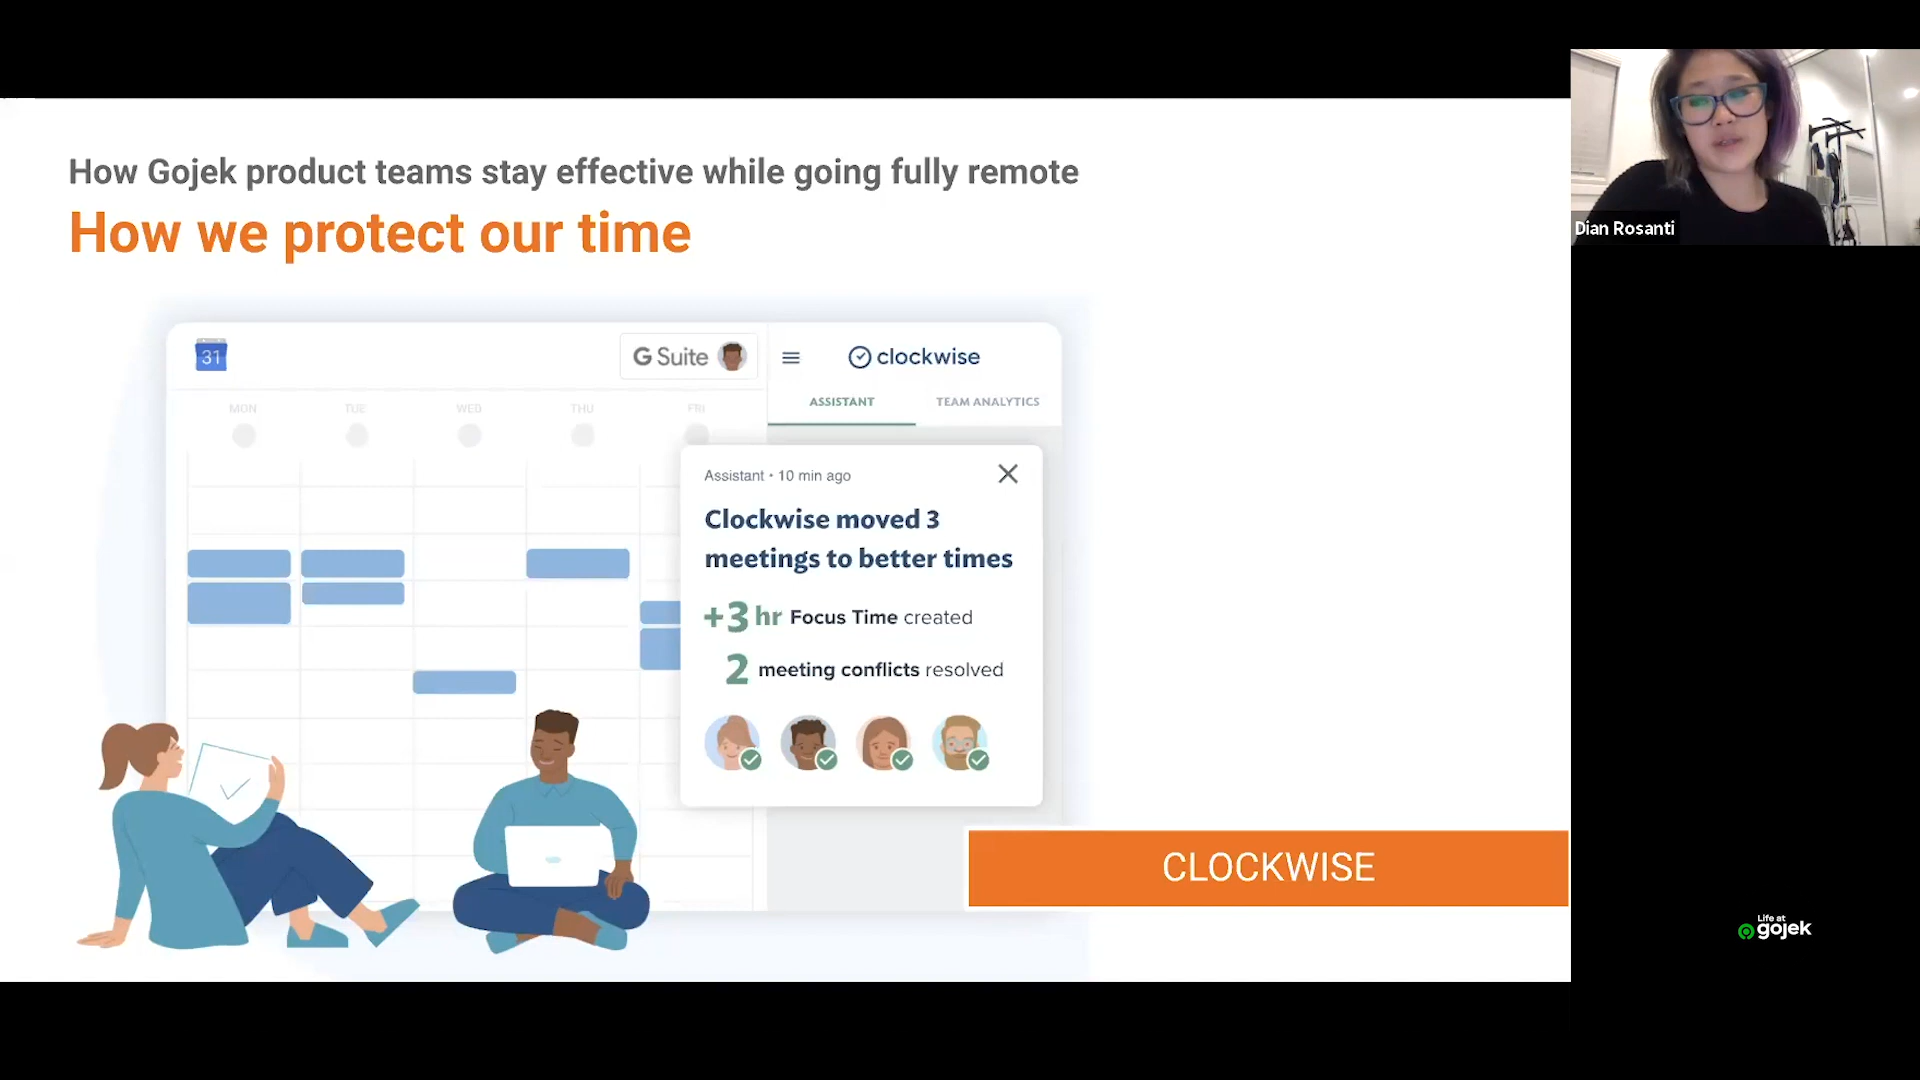 How Gojek product teams stay effective while going fully remote
How we protect our time
31
G Suite
clockwise
ASSISTANT
TEAM ANALYTICS
MON
TUE
WED
THU
FRI
Assistant • 10 min ago
Clockwise moved 3
meetings to better times
+3 hr Focus Time created
2 meeting conflicts resolved
CLOCKWISE
Dian Rosanti
Life at
gojek